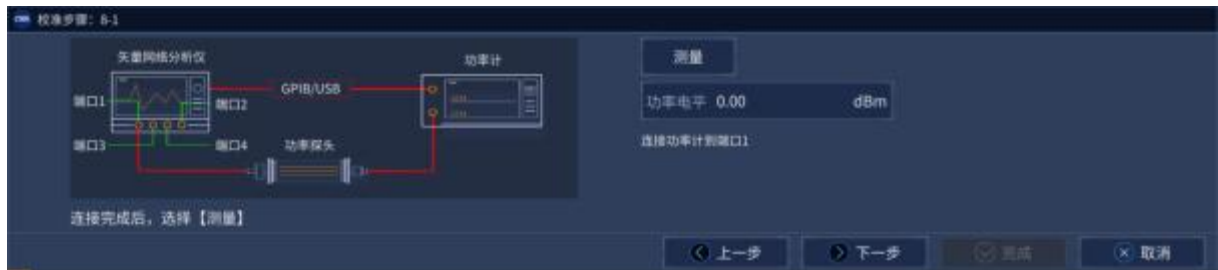 校准步骤: 8-1
矢量网络分析仪
功率计
GPIB/USB
端口1
端口2
端口3
端口4
功率探头
连接完成后，选择【测量】
测量
功率电平 0.00 dBm
连接功率计到端口1
上一步
下一步
完成
取消